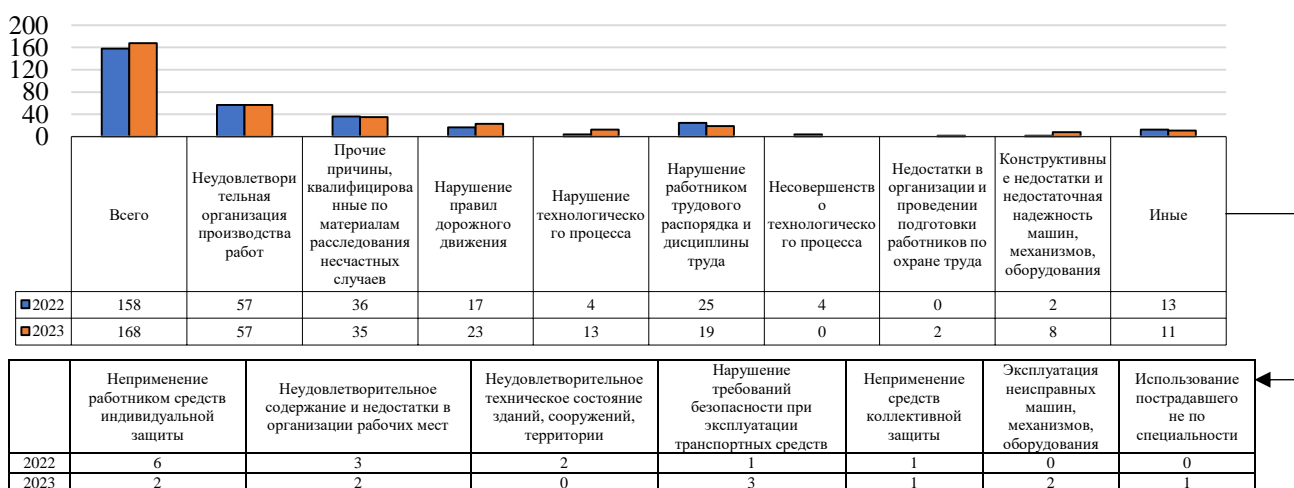 200
160
120
80
40
0
Всего
Неудовлетвори
тельная
организация
производства
работ
Прочие
причины,
квалифицирова
нные по
материалам
расследования
несчастных
случаев
Нарушение
правил
дорожного
движения
Нарушение
технологическо
го процесса
Нарушение
работником
трудового
распорядка и
дисциплины
труда
Несовершенств
о
технологическо
го процесса
Недостатки в
организации и
проведении
подготовки
работников по
охране труда
Конструктивны
е недостатки и
недостаточная
надежность
машин,
механизмов,
оборудования
Иные
2022 158 57 36 17 4 25 4 0 2 13
2023 168 57 35 23 13 19 0 2 8 11
Неприменение
работником средств
индивидуальной
защиты
Неудовлетворительное
содержание и недостатки в
организации рабочих мест
Неудовлетворительное
техническое состояние
зданий, сооружений,
территории
Нарушение
требований
безопасности при
эксплуатации
транспортных средств
Неприменение
средств
коллективной
защиты
Эксплуатация
неисправных
машин,
механизмов,
оборудования
Использование
пострадавшего
не по
специальности
2022 6 3 2 1 1 0 0
2023 2 2 0 3 1 2 1